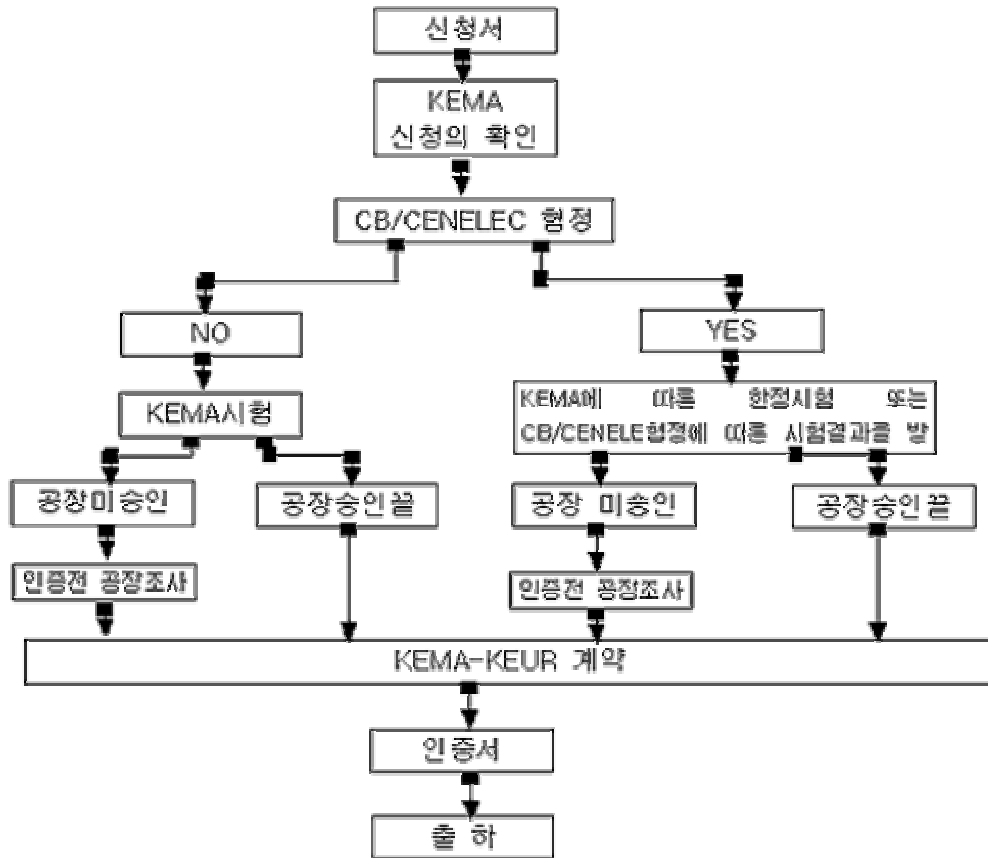 신청서
KEMA
신청의 확인
CB/CENELEC 협정
NO
YES
KEMA시험
KEMA에 따른 한정시험 또는
CB/CENELE협정에 따른 시험결과을 발
공장미승인
공장승인끝
공장 미승인
공장승인끝
인증전 공장조사
인증전 공장조사
KEMA-KEUR 계약
인증서
출 하